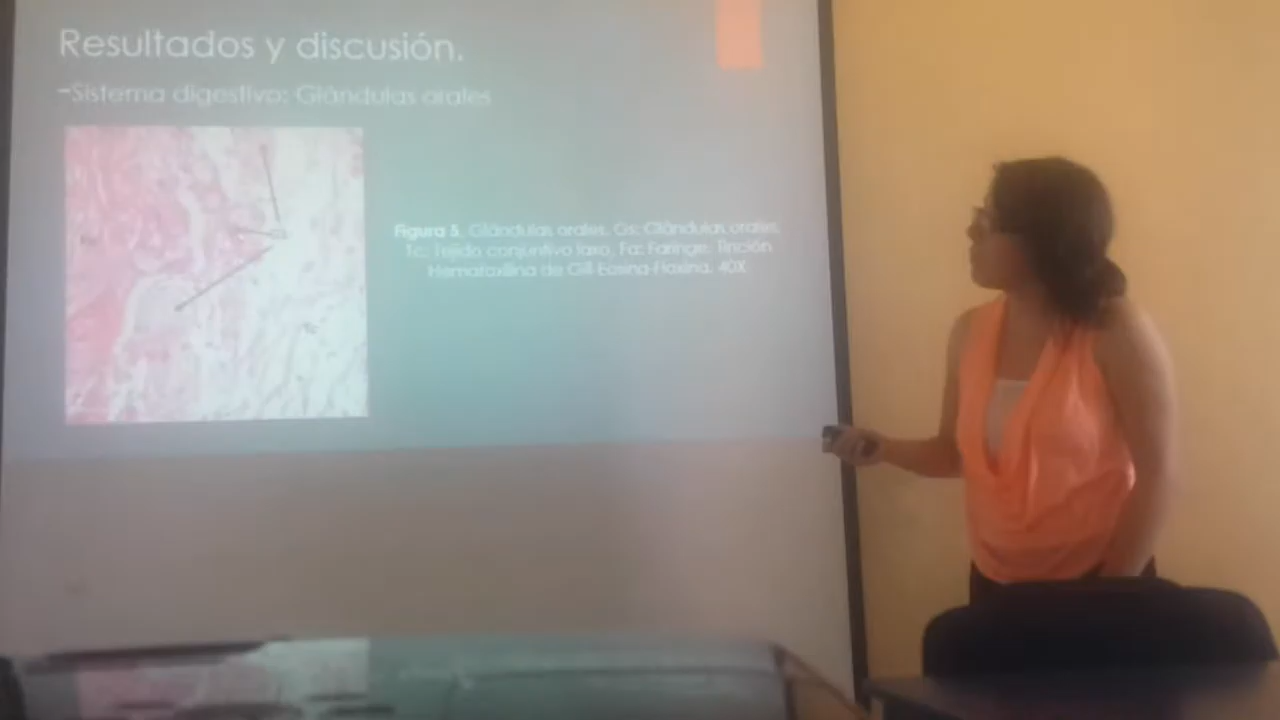 Resultados y discusión.
-Sistema digestivo: Glándulas orales
Figura 5. Glándulas orales. Gs: Glándulas orales,
Tc: Tejido conjuntivo laxo, Fa: Faringe. Tinción
Hematoxilina de Gill Eosina-Floxina. 40X